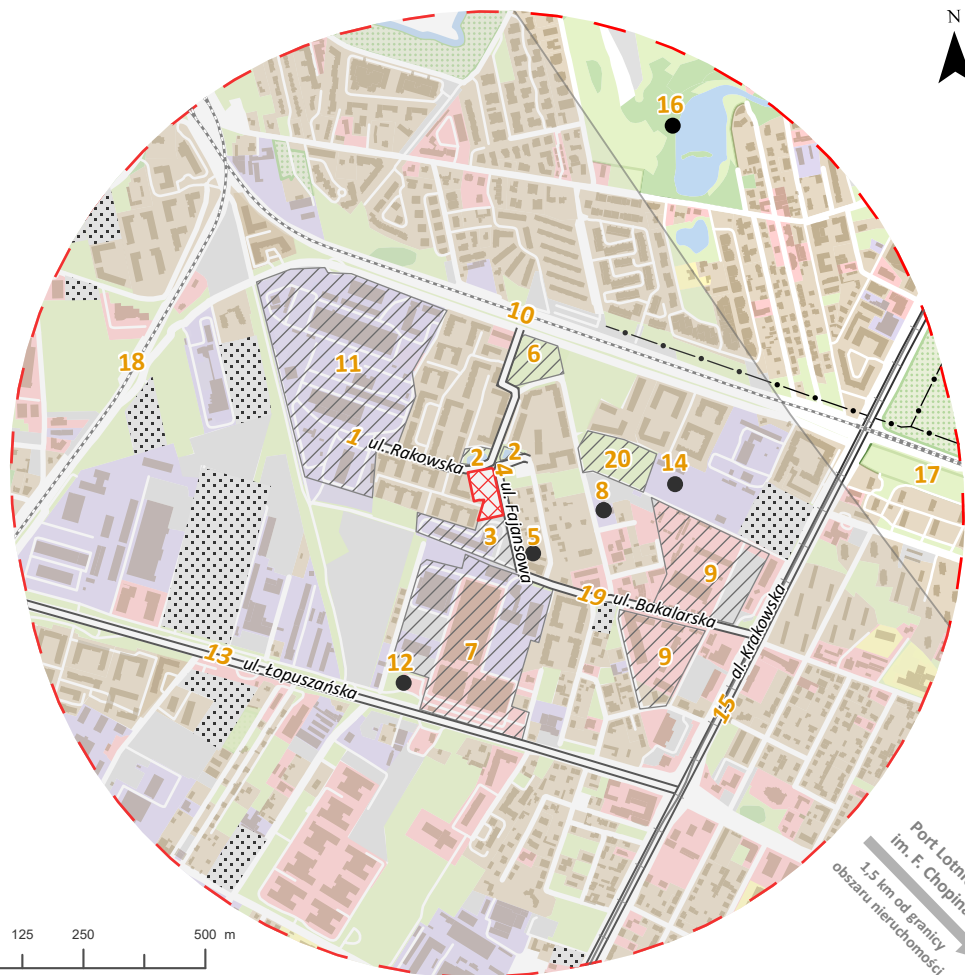 N
16
10
6
18
11
1 ul. Rakowska
2
2
4 ul. Fajansowa
20
14
8
17
3
5
9
19 ul. Bakalarska
7
9
13 ul. Łopuszańska
12
15 al. Krakowska
Port
im. F.
1,5 km od granicy
obszaru nieruchomości
125 250 500 m